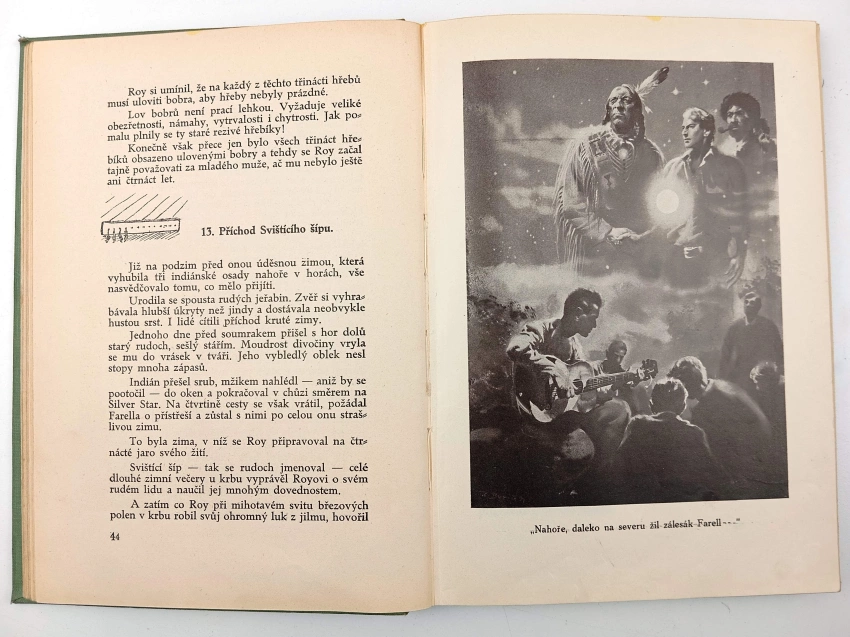 Roy si umínil, že na každý z těchto třinácti hřebů
musí uloviti bobra, aby hřeby nebyly prázdné.
Lov bobrů není prací lehkou. Vyžaduje veliké
obezřetnosti, námahy, vytrvalosti i chytrosti. Jak po=
malu plnily se ty staré rezivé hřebíky!
Konečně však přece jen bylo všech třináct hře=
bíků obsazeno ulovenými bobry a tehdy se Roy začal
tajně považovati za mladého muže, ač mu nebylo ještě
ani čtrnáct let.
13. Příchod Svištícího šípu.
Již na podzim před onou úděsnou zimou, která
vyhubila tři indiánské osady nahoře v horách, vše
nasvědčovalo tomu, co mělo přijíti.
Urodila se spousta rudých jeřabin. Zvěř si vyhra=
bávala hlubší úkryty než jindy a dostávala neobvykle
hustou srst. I lidé cítili příchod kruté zimy.
Jednoho dne před soumrakem přišel s hor dolů
starý rudoch, sešlý stářím. Moudrost divočiny vryla
se mu do vrásek v tváři. Jeho vybledlý oblek nesl
stopy mnoha zápasů.
Indián přešel srub, mžikem nahlédl — aniž by se
pootočil — do oken a pokračoval v chůzi směrem na
Silver Star. Na čtvrtině cesty se však vrátil, požádal
Farella o přístřeší a zůstal s nimi po celou onu straš=
livou zimu.
To byla zima, v níž se Roy připravoval na čtr=
nácté jaro svého žití.
Svištící šíp — tak se rudoch jmenoval — celé
dlouhé zimní večery u krbu vyprávěl Royovi o svém
rudém lidu a naučil jej mnohým dovednostem.
A zatím co Roy při mihotavém svitu březových
polen v krbu robil svůj ohromný luk z jilmu, hovořil
44
„Nahoře, daleko na severu žil zálesák Farell - - - “